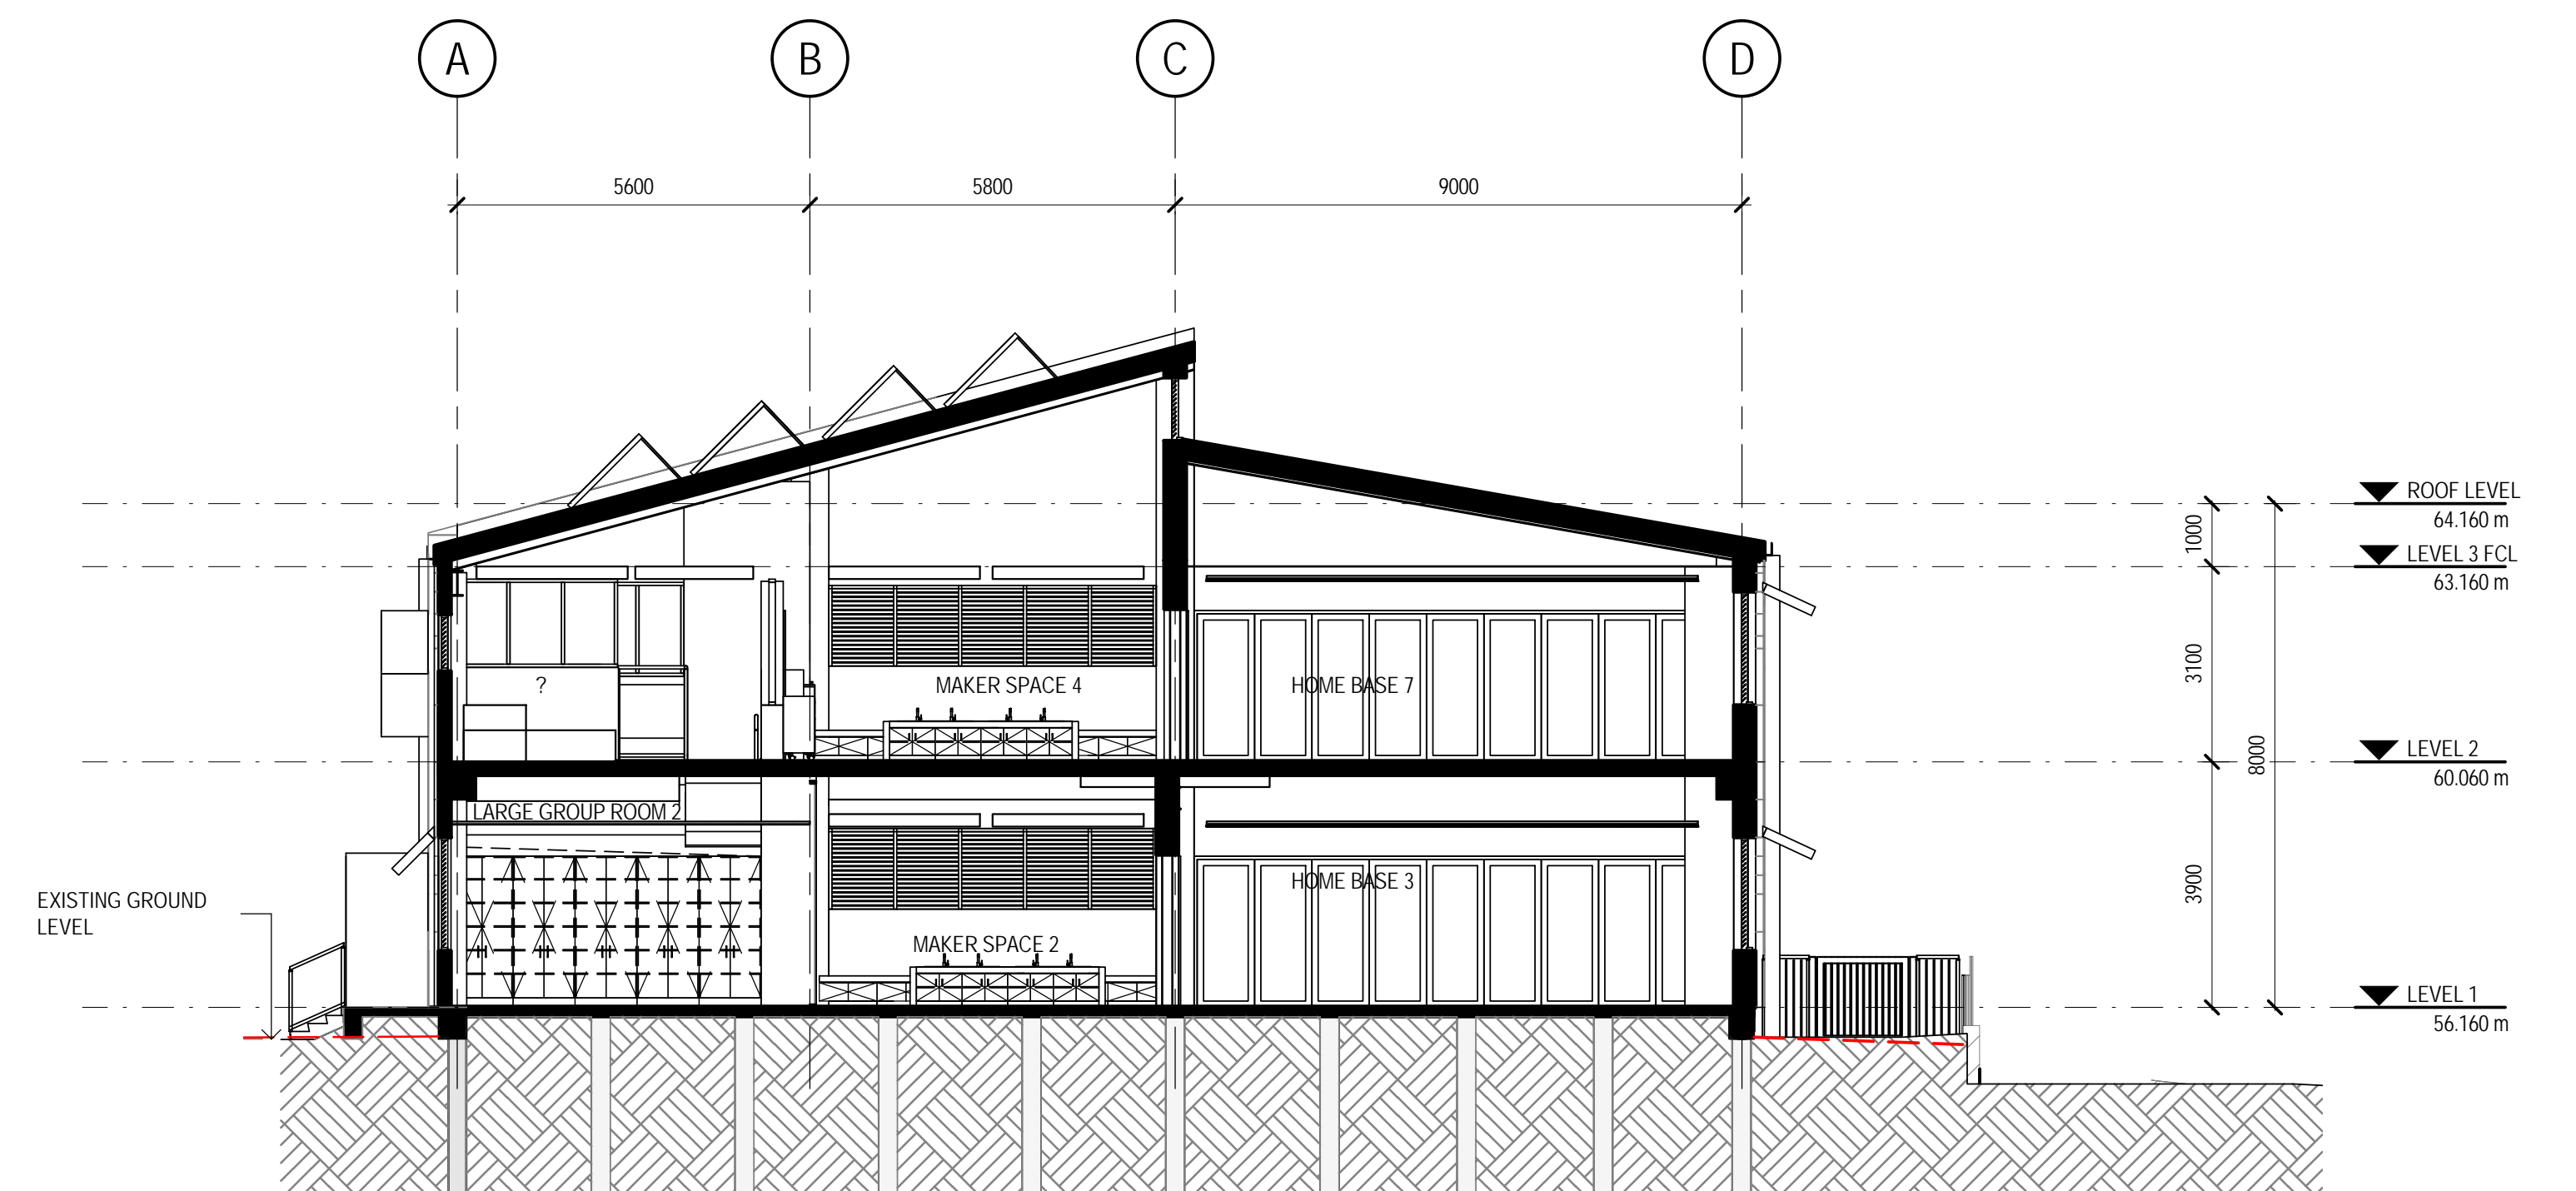 A
B
C
D
5600
5800
9000
ROOF LEVEL
64.160 m
1000
LEVEL 3 FCL
63.160 m
3100
?
MAKER SPACE 4
HOME BASE 7
LEVEL 2
60.060 m
8000
LARGE GROUP ROOM 2
3900
HOME BASE 3
EXISTING GROUND
LEVEL
MAKER SPACE 2
LEVEL 1
56.160 m